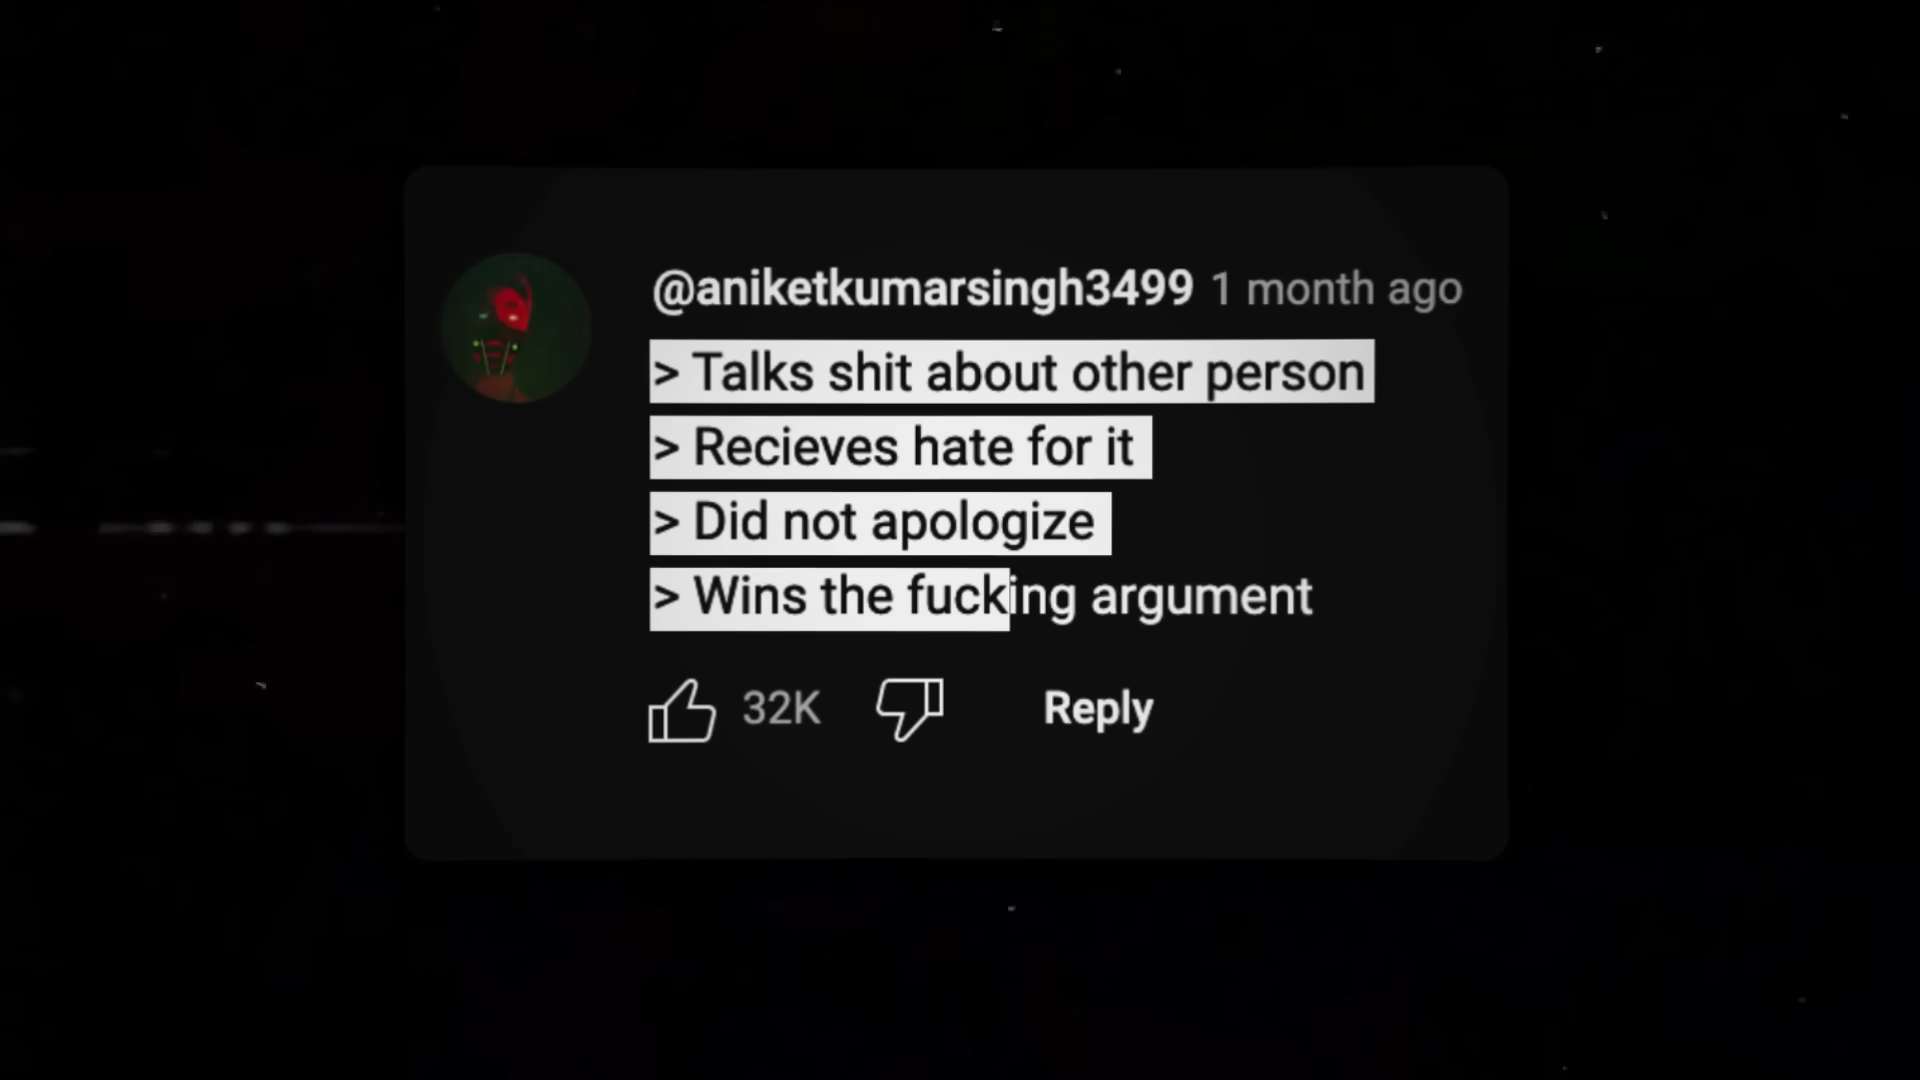 @aniketkumarsingh3499 1 month ago
> Talks shit about other person
> Recieves hate for it
> Did not apologize
> Wins the fucking argument
32K Reply